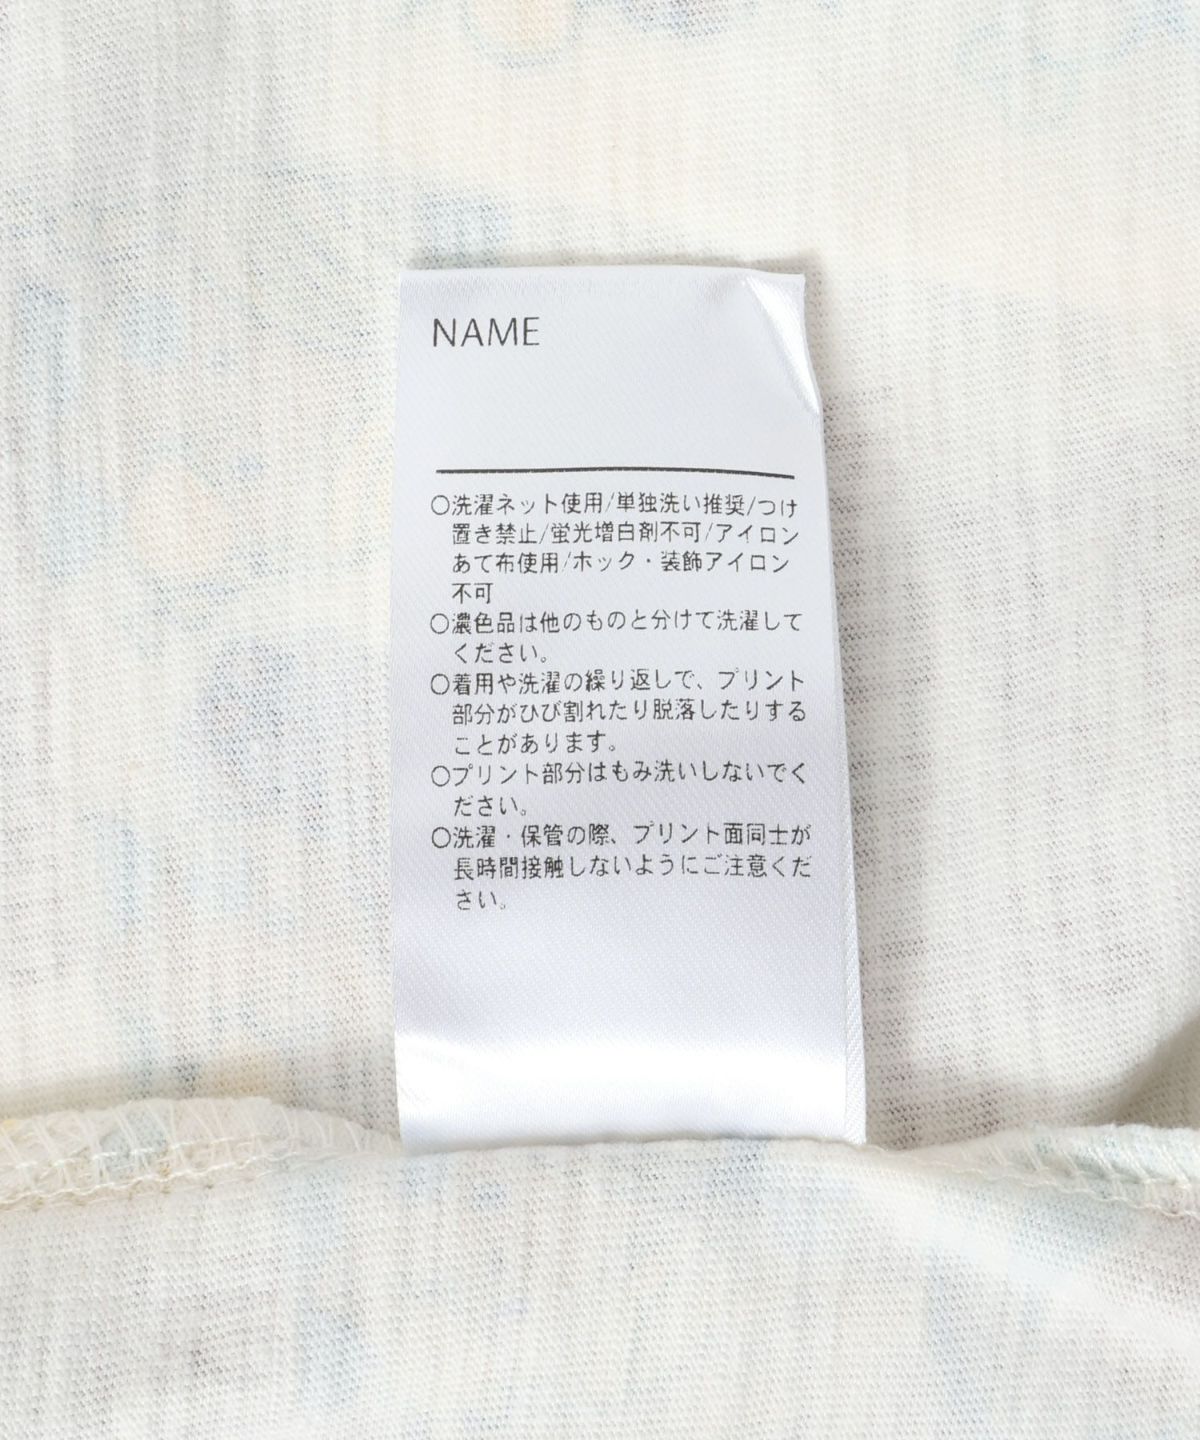 NAME
○洗濯ネット使用/単独洗い推奨/つけ
置き禁止/蛍光増白剤不可/アイロン
あて布使用/ホック・装飾アイロン
不可
○濃色品は他のものと分けて洗濯して
ください。
○着用や洗濯の繰り返しで、プリント
部分がひび割れたり脱落したりする
ことがあります。
○プリント部分はもみ洗いしないでく
ださい。
○洗濯・保管の際、プリント面同士が
長時間接触しないようにご注意くだ
さい。